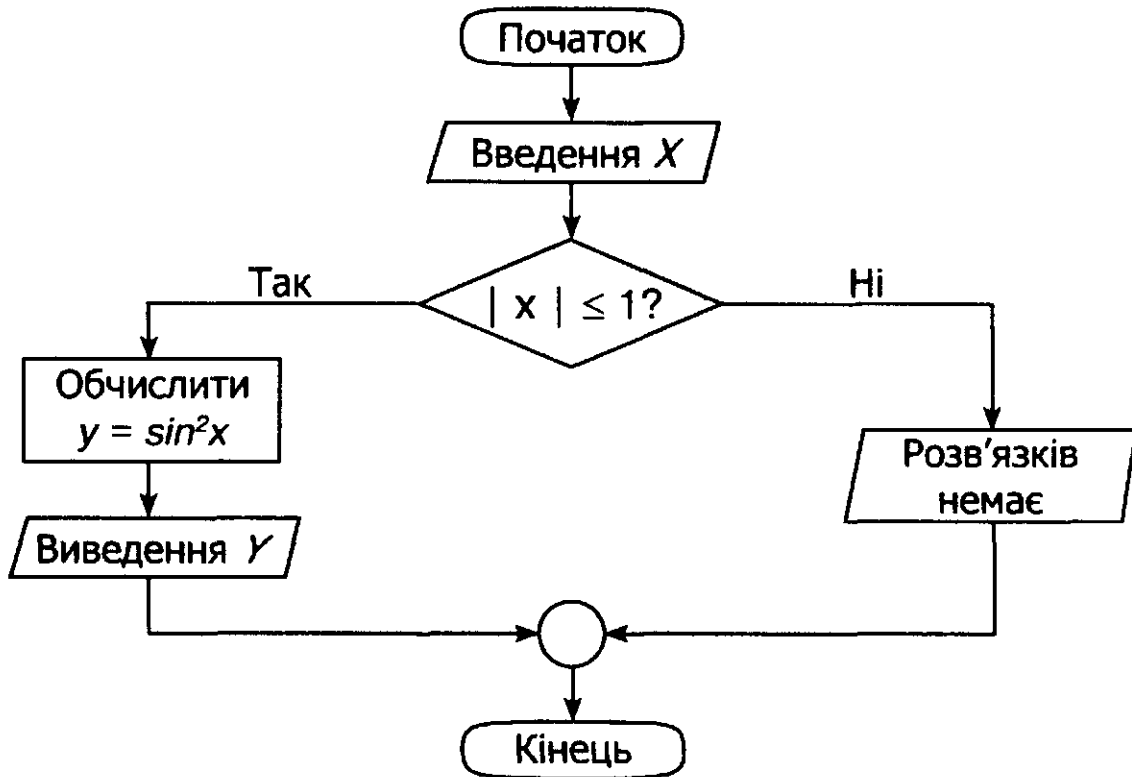 Початок
Введення X
| x | ≤ 1?
Так
Ні
Обчислити
y = sin²x
Виведення Y
Розв'язків
немає
Кінець